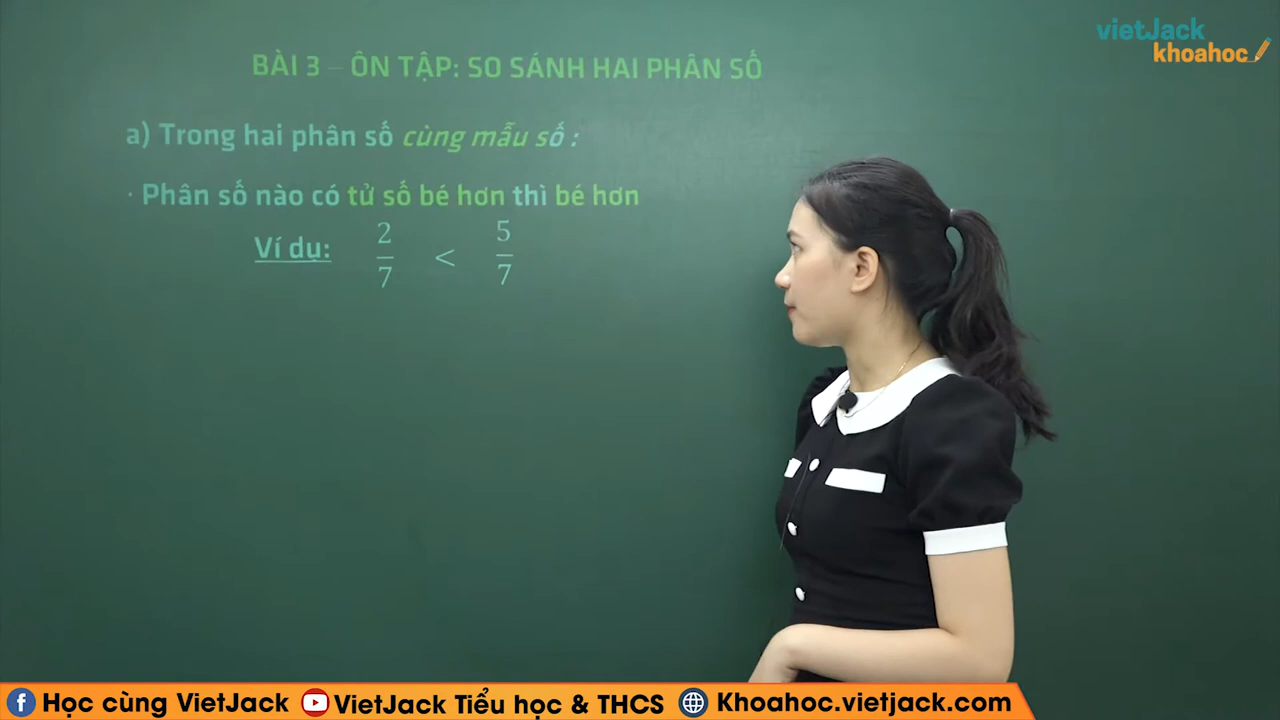 vietJack
khoahoc
BÀI 3 – ÔN TẬP: SO SÁNH HAI PHÂN SỐ
a) Trong hai phân số cùng mẫu số :
· Phân số nào có tử số bé hơn thì bé hơn
Ví dụ: 2/7 < 5/7
Học cùng VietJack VietJack Tiểu học & THCS Khoahoc.vietjack.com